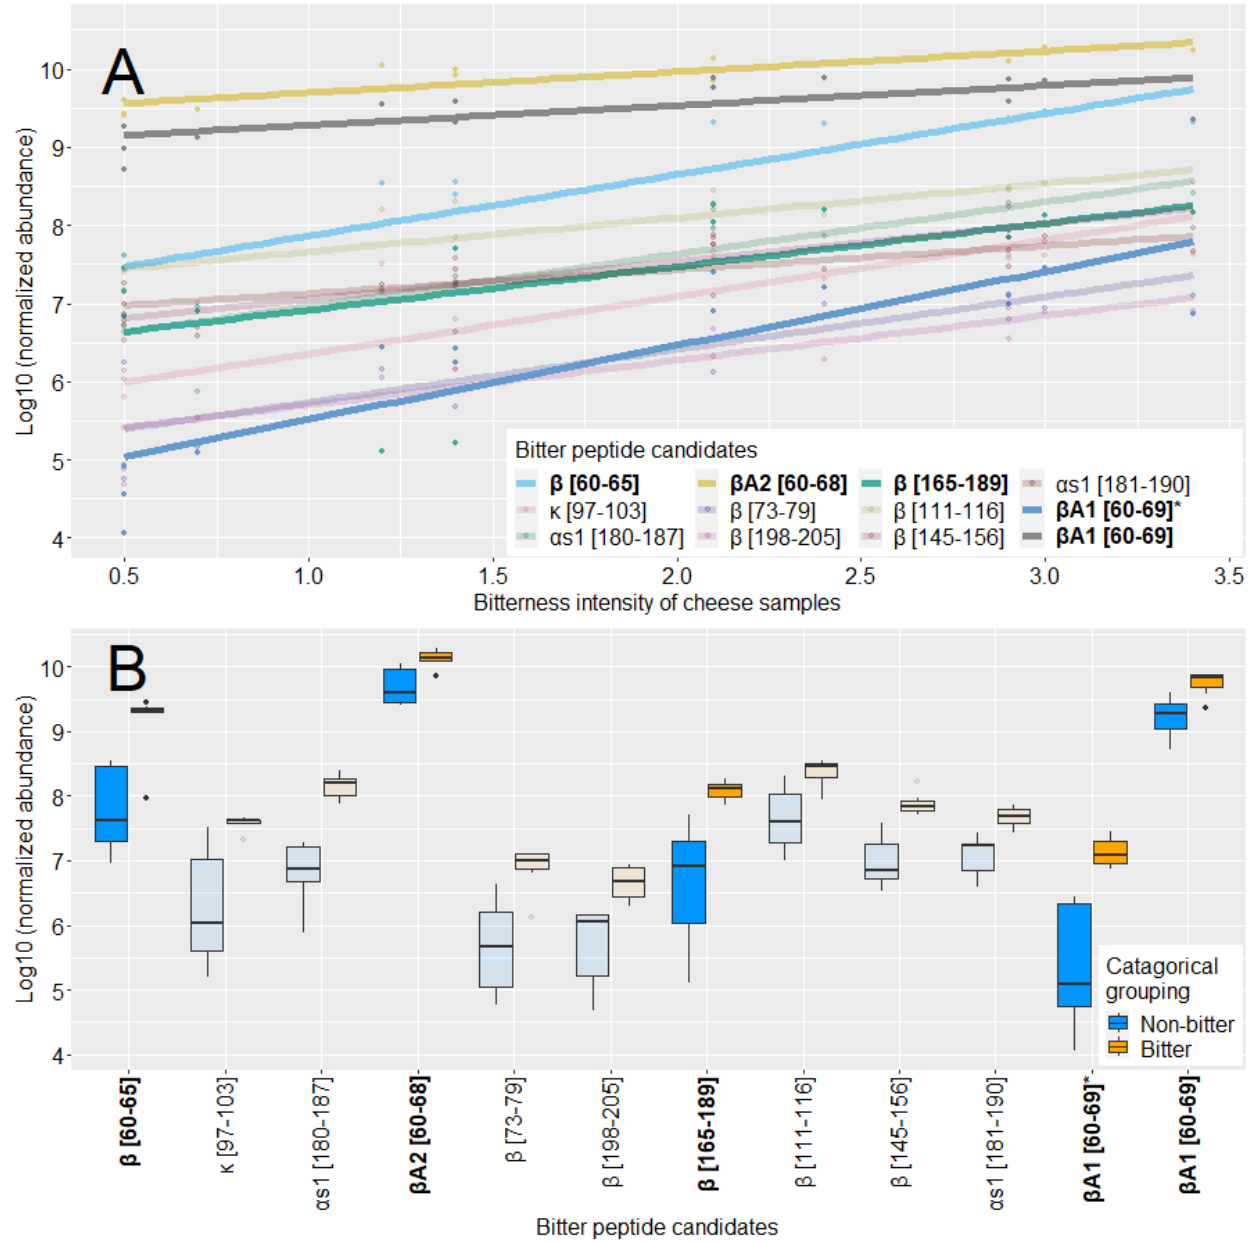 A
10
9
8
7
6
5
4
Log10 (normalized abundance)
Bitter peptide candidates
β [60-65] βA2 [60-68] β [165-189] αs1 [181-190]
κ [97-103] β [73-79] β [111-116] βA1 [60-69]*
αs1 [180-187] β [198-205] β [145-156] βA1 [60-69]
0.5 1.0 1.5 2.0 2.5 3.0 3.5
Bitterness intensity of cheese samples
B
10
9
8
7
6
5
4
Log10 (normalized abundance)
Catagorical
grouping
Non-bitter
Bitter
β [60-65]
κ [97-103]
αs1 [180-187]
βA2 [60-68]
β [73-79]
β [198-205]
β [165-189]
β [111-116]
β [145-156]
αs1 [181-190]
βA1 [60-69]*
βA1 [60-69]
Bitter peptide candidates